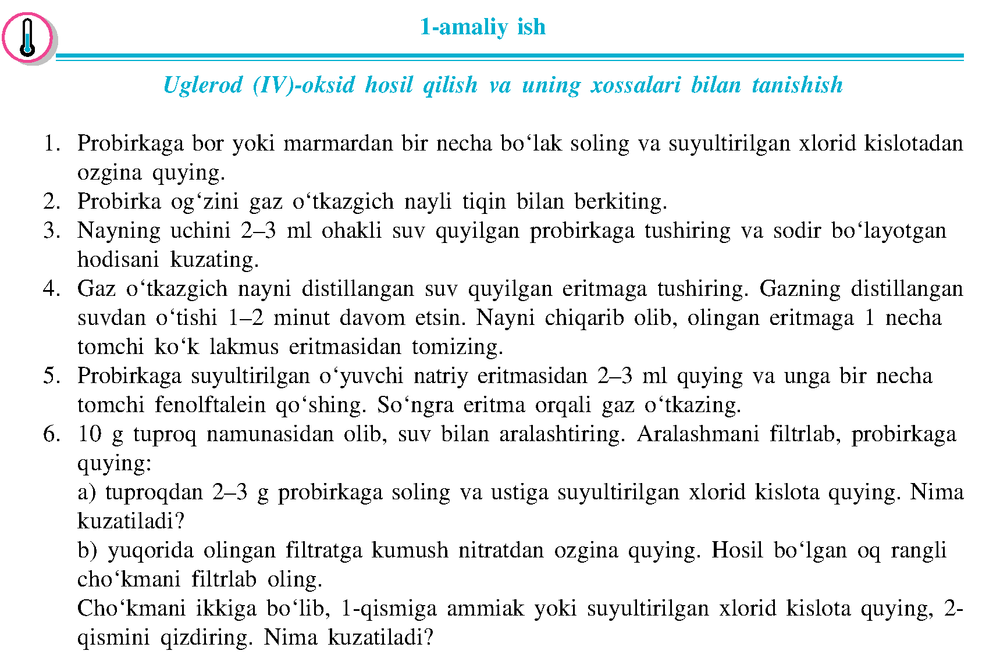 1-amaliy ish
Uglerod (IV)-oksid hosil qilish va uning xossalari bilan tanishish
1. Probirkaga bor yoki marmardan bir necha bo‘lak soling va suyultirilgan xlorid kislotadan
ozgina quying.
2. Probirka og‘zini gaz o‘tkazgich nayli tiqin bilan berkiting.
3. Nayning uchini 2–3 ml ohakli suv quyilgan probirkaga tushiring va sodir bo‘layotgan
hodisani kuzating.
4. Gaz o‘tkazgich nayni distillangan suv quyilgan eritmaga tushiring. Gazning distillangan
suvdan o‘tishi 1–2 minut davom etsin. Nayni chiqarib olib, olingan eritmaga 1 necha
tomchi ko‘k lakmus eritmasidan tomizing.
5. Probirkaga suyultirilgan o‘yuvchi natriy eritmasidan 2–3 ml quying va unga bir necha
tomchi fenolftalein qo‘shing. So‘ngra eritma orqali gaz o‘tkazing.
6. 10 g tuproq namunasidan olib, suv bilan aralashtiring. Aralashmani filtrlab, probirkaga
quying:
a) tuproqdan 2–3 g probirkaga soling va ustiga suyultirilgan xlorid kislota quying. Nima
kuzatiladi?
b) yuqorida olingan filtratga kumush nitratdan ozgina quying. Hosil bo‘lgan oq rangli
cho‘kmani filtrlab oling.
Cho‘kmani ikkiga bo‘lib, 1-qismiga ammiak yoki suyultirilgan xlorid kislota quying, 2-
qismini qizdiring. Nima kuzatiladi?